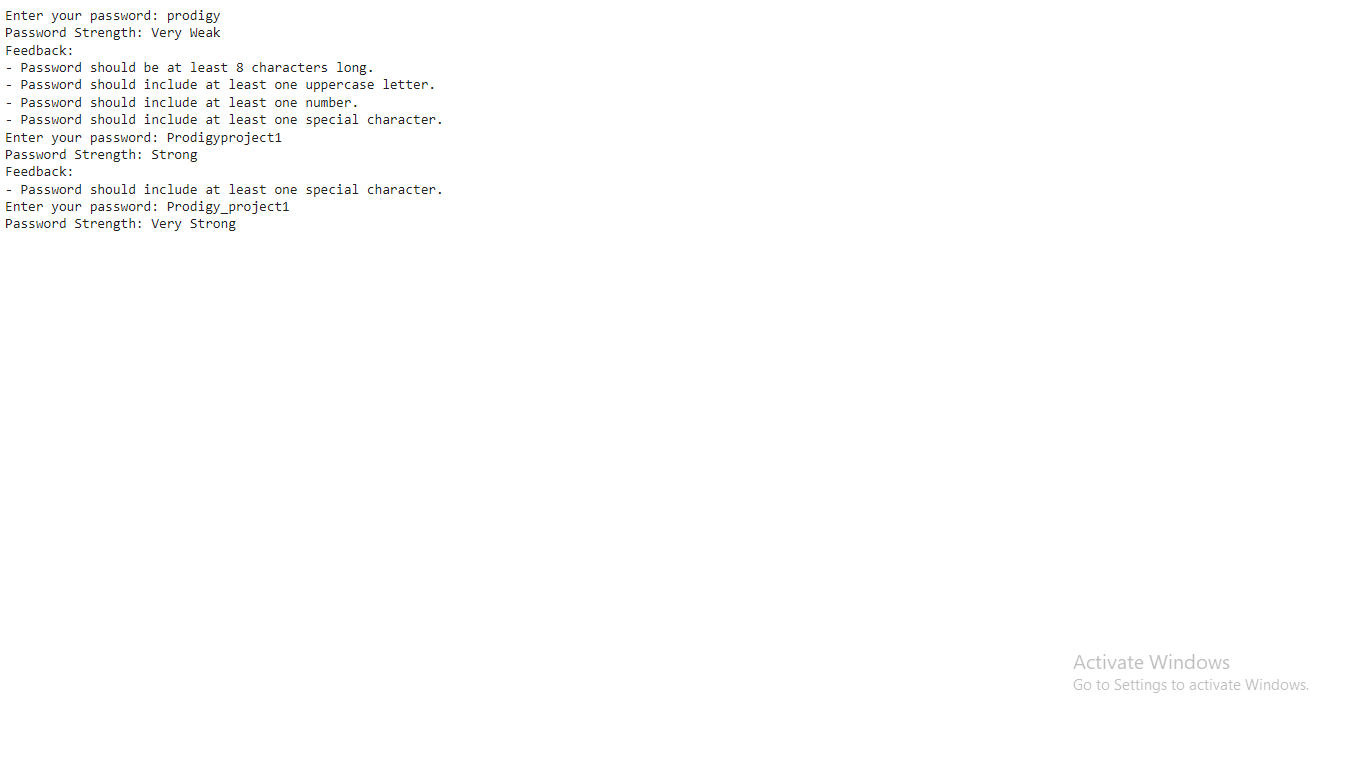 Enter your password: prodigy
Password Strength: Very Weak
Feedback:
- Password should be at least 8 characters long.
- Password should include at least one uppercase letter.
- Password should include at least one number.
- Password should include at least one special character.
Enter your password: Prodigyproject1
Password Strength: Strong
Feedback:
- Password should include at least one special character.
Enter your password: Prodigy_project1
Password Strength: Very Strong
Activate Windows
Go to Settings to activate Windows.